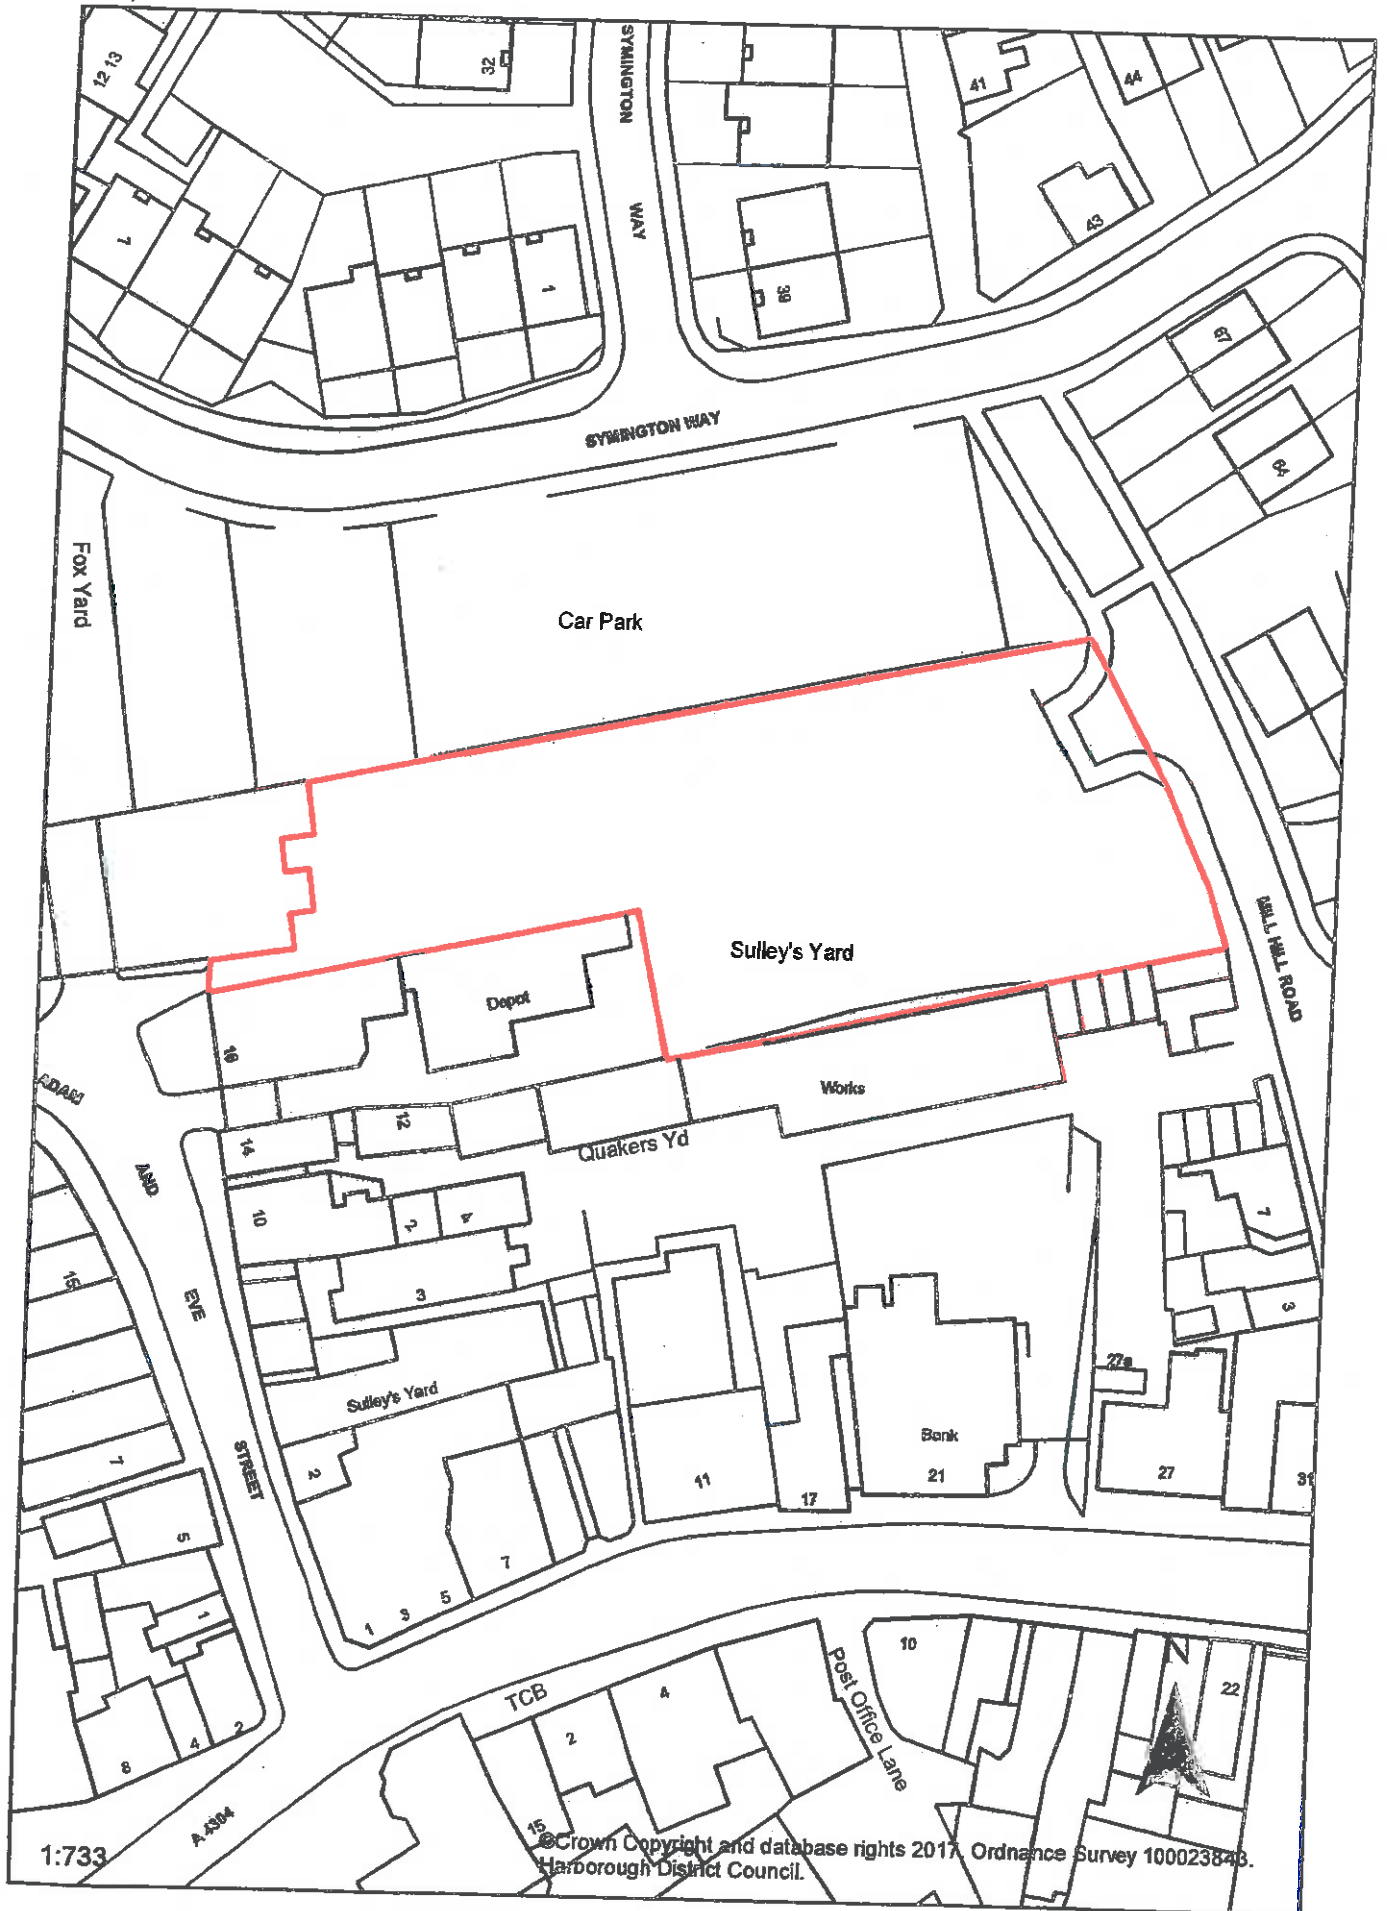 12 13
32
SYMINGTON
WAY
41
44
1
1
39
43
67
64
SYMINGTON WAY
Fox Yard
Car Park
Sulley's Yard
MILL HILL ROAD
Depot
16
Works
ADAM
AND
EVE
STREET
14
12
Quakers Yd
10
2
4
3
7
3
15
Sulley's Yard
27a
7
2
Bank
21
27
31
11
17
5
7
1
3
5
1
8
4
2
TCB
2
4
15
Post Office Lane
10
N
22
A 4304
1:733
©Crown Copyright and database rights 2017. Ordnance Survey 100023843.
Harborough District Council.